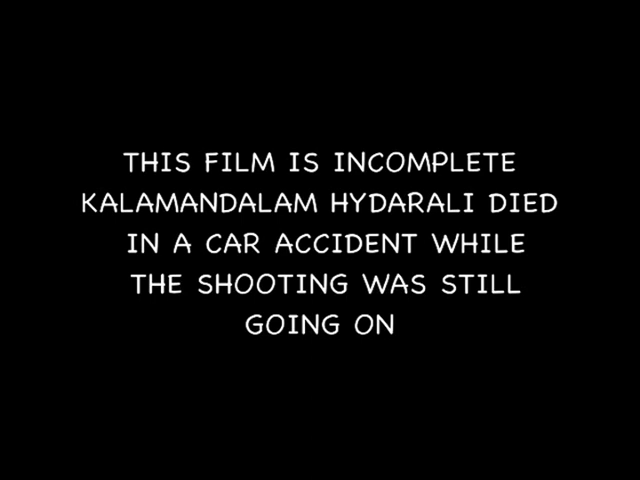 THIS FILM IS INCOMPLETE
KALAMANDALAM HYDARALI DIED
IN A CAR ACCIDENT WHILE
THE SHOOTING WAS STILL
GOING ON